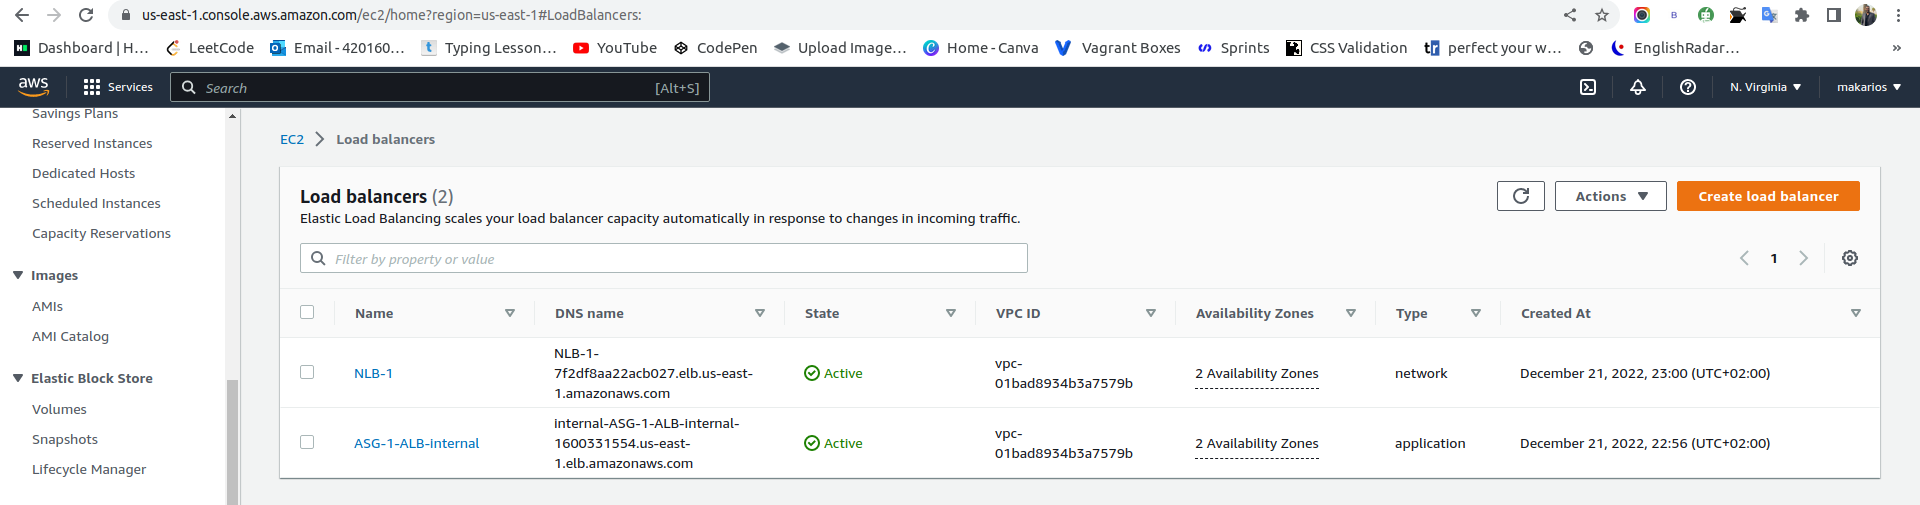 us-east-1.console.aws.amazon.com/ec2/home?region=us-east-1#LoadBalancers:
Dashboard | H... LeetCode Email - 420160... Typing Lesson... YouTube CodePen Upload Image... Home - Canva Vagrant Boxes Sprints CSS Validation perfect your w... EnglishRadar... »
aws Services Search [Alt+S] N. Virginia makarios
Savings Plans
Reserved Instances
Dedicated Hosts
Scheduled Instances
Capacity Reservations
Images
AMIs
AMI Catalog
Elastic Block Store
Volumes
Snapshots
Lifecycle Manager
EC2 > Load balancers
Load balancers (2)
Actions Create load balancer
Elastic Load Balancing scales your load balancer capacity automatically in response to changes in incoming traffic.
Filter by property or value
< 1 >
Name DNS name State VPC ID Availability Zones Type Created At
NLB-1 NLB-1-
7f2df8aa22acb027.elb.us-east-
1.amazonaws.com Active vpc-
01bad8934b3a7579b 2 Availability Zones network December 21, 2022, 23:00 (UTC+02:00)
ASG-1-ALB-internal internal-ASG-1-ALB-internal-
1600331554.us-east-
1.elb.amazonaws.com Active vpc-
01bad8934b3a7579b 2 Availability Zones application December 21, 2022, 22:56 (UTC+02:00)